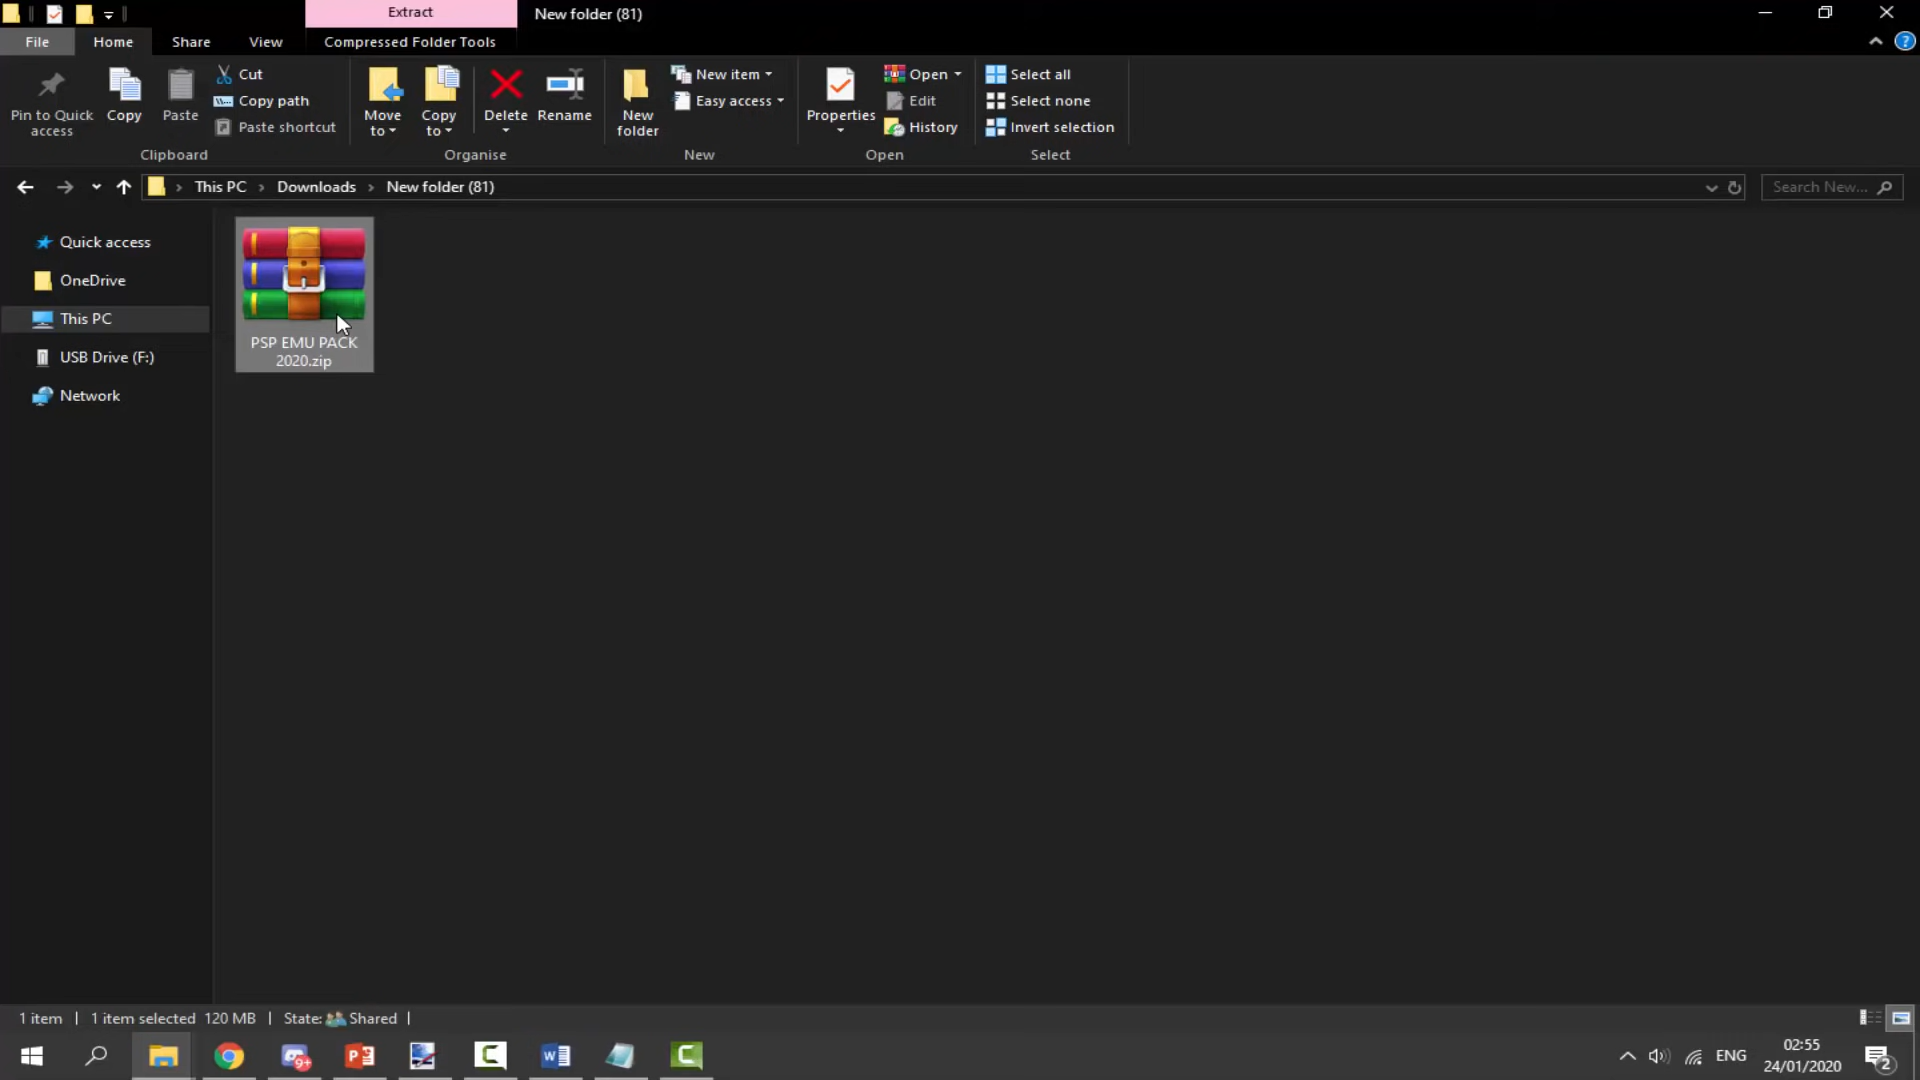 Extract
New folder (81)
File
Home
Share
View
Compressed Folder Tools
Pin to Quick
access
Copy
Paste
Cut
Copy path
Paste shortcut
Clipboard
Move
to
Copy
to
Delete
Rename
Organise
New
folder
New item
Easy access
New
Properties
Open
Edit
History
Open
Select all
Select none
Invert selection
Select
This PC
Downloads
New folder (81)
Search New...
Quick access
OneDrive
This PC
USB Drive (F:)
Network
PSP EMU PACK
2020.zip
1 item
1 item selected 120 MB
State: Shared
9+
ENG
02:55
24/01/2020
2